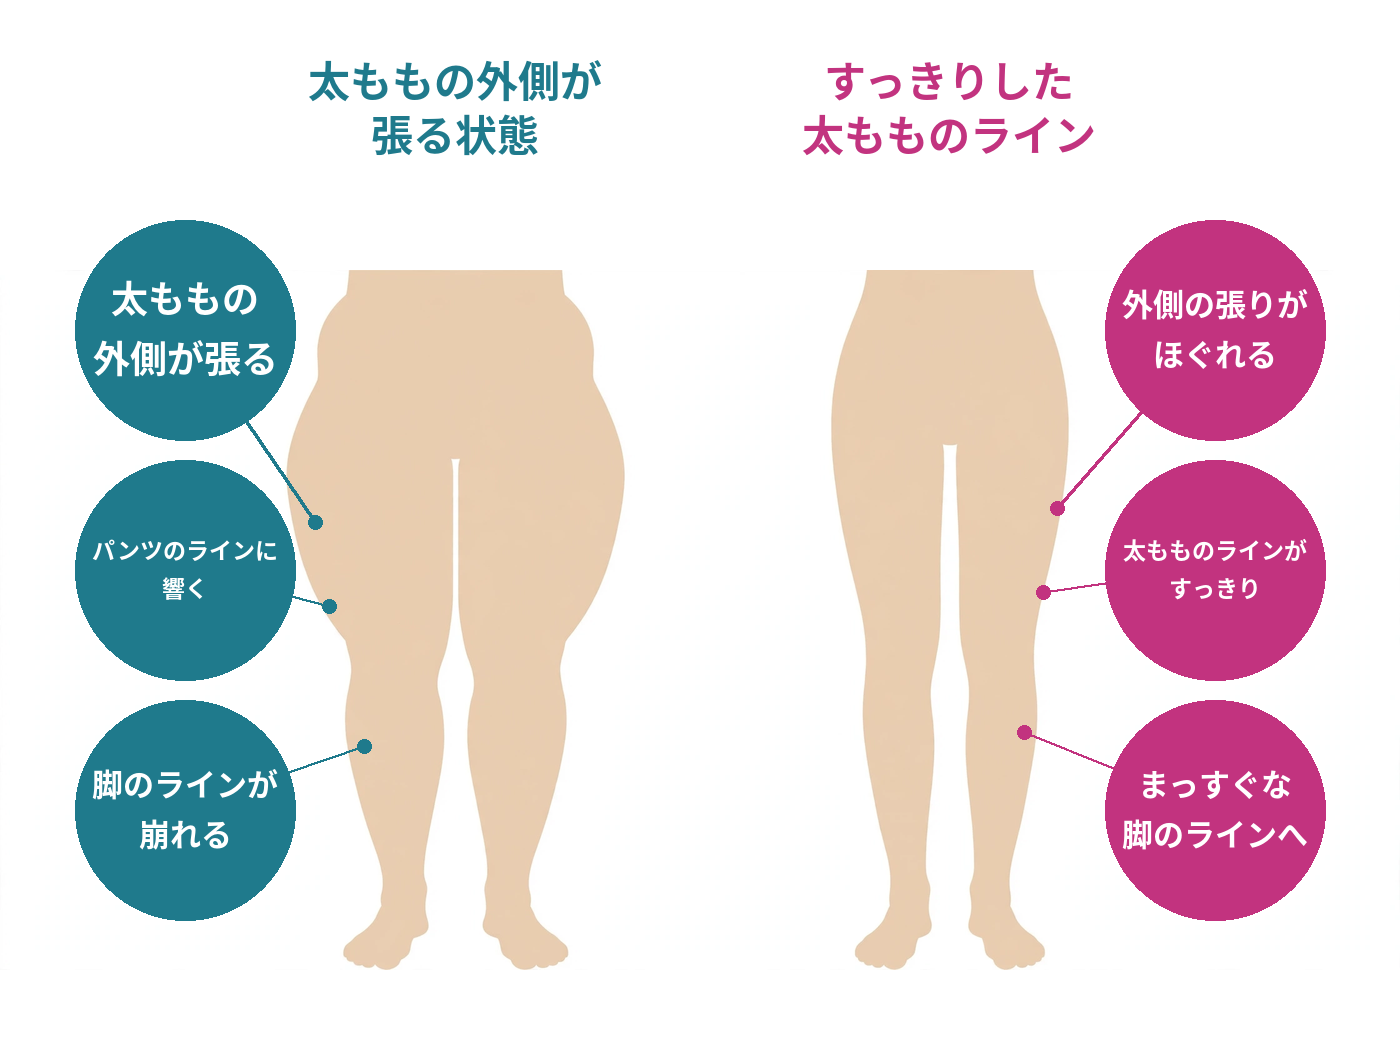 太ももの外側が
張る状態
すっきりした
太もものライン
太ももの
外側が張る
パンツのラインに
響く
脚のラインが
崩れる
外側の張りが
ほぐれる
太もものラインが
すっきり
まっすぐな
脚のラインへ